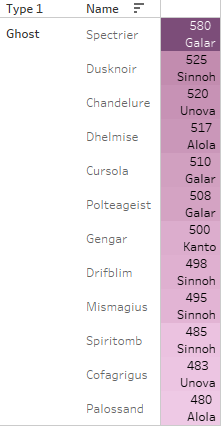 Type 1 Name
Ghost Spectrier 580
Galar
Dusknoir 525
Sinnoh
Chandelure 520
Unova
Dhelmise 517
Alola
Cursola 510
Galar
Polteageist 508
Galar
Gengar 500
Kanto
Drifblim 498
Sinnoh
Mismagius 495
Sinnoh
Spiritomb 485
Sinnoh
Cofagrigus 483
Unova
Palossand 480
Alola